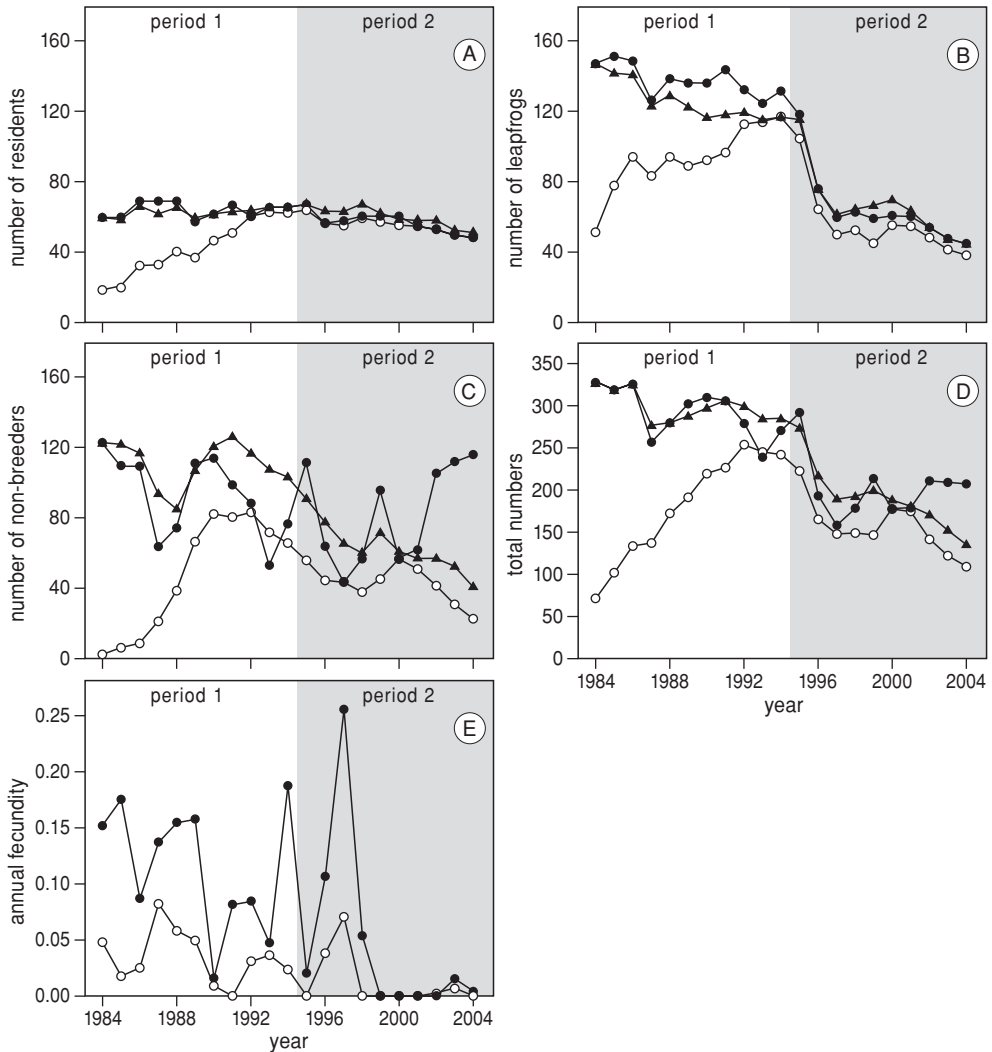 period 1
period 2
A
160
120
80
40
0
number of residents
period 1
period 2
B
160
120
80
40
0
number of leapfrogs
period 1
period 2
C
160
120
80
40
0
number of non-breeders
period 1
period 2
D
350
300
250
200
150
100
50
0
total numbers
1984
1988
1992
1996
2000
2004
year
period 1
period 2
E
0.25
0.20
0.15
0.10
0.05
0.00
annual fecundity
1984
1988
1992
1996
2000
2004
year